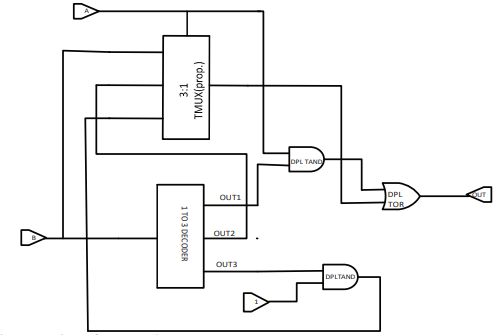 A
3:1
TMUX(prop.)
DPL TAND
DPL
TOR
OUT
OUT1
1 TO 3 DECODER
B
OUT2
OUT3
DPLTAND
1